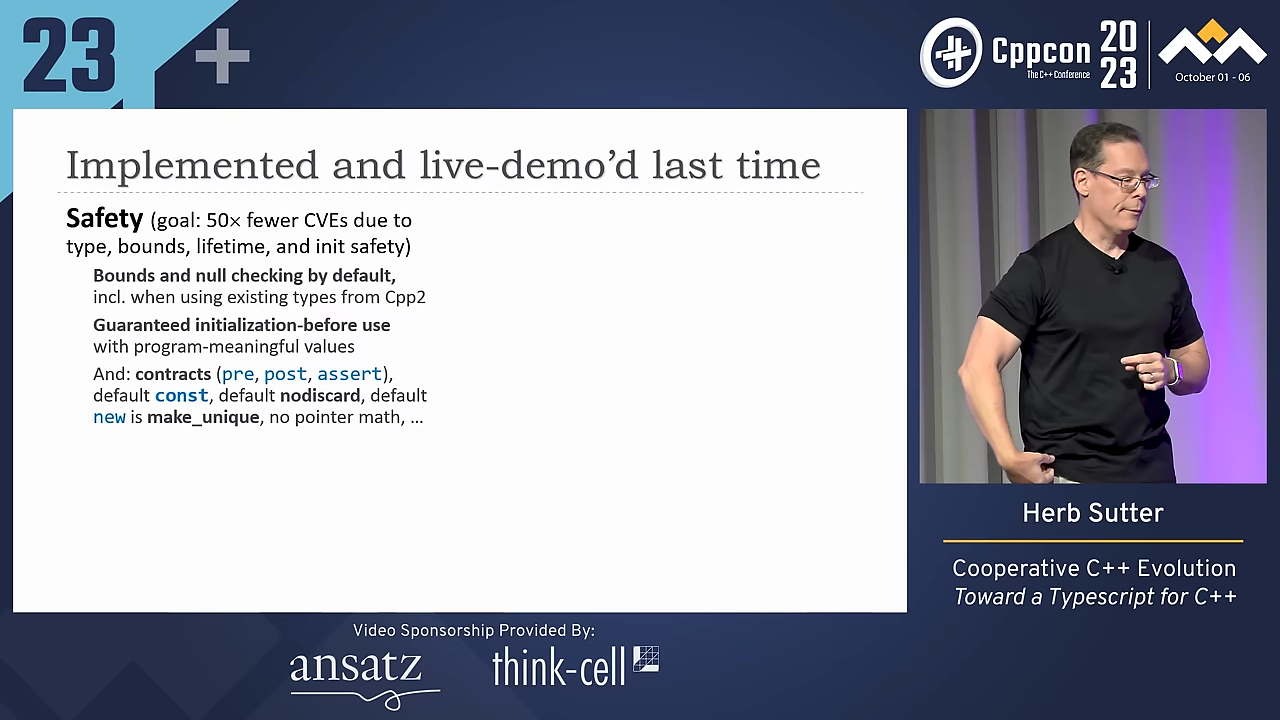 23
Cppcon
The C++ Conference
20
23
October 01 - 06
Implemented and live-demo’d last time
Safety (goal: 50× fewer CVEs due to
type, bounds, lifetime, and init safety)
Bounds and null checking by default,
incl. when using existing types from Cpp2
Guaranteed initialization-before use
with program-meaningful values
And: contracts (pre, post, assert),
default const, default nodiscard, default
new is make_unique, no pointer math, …
Herb Sutter
Cooperative C++ Evolution
Toward a Typescript for C++
Video Sponsorship Provided By:
ansatz
think-cell